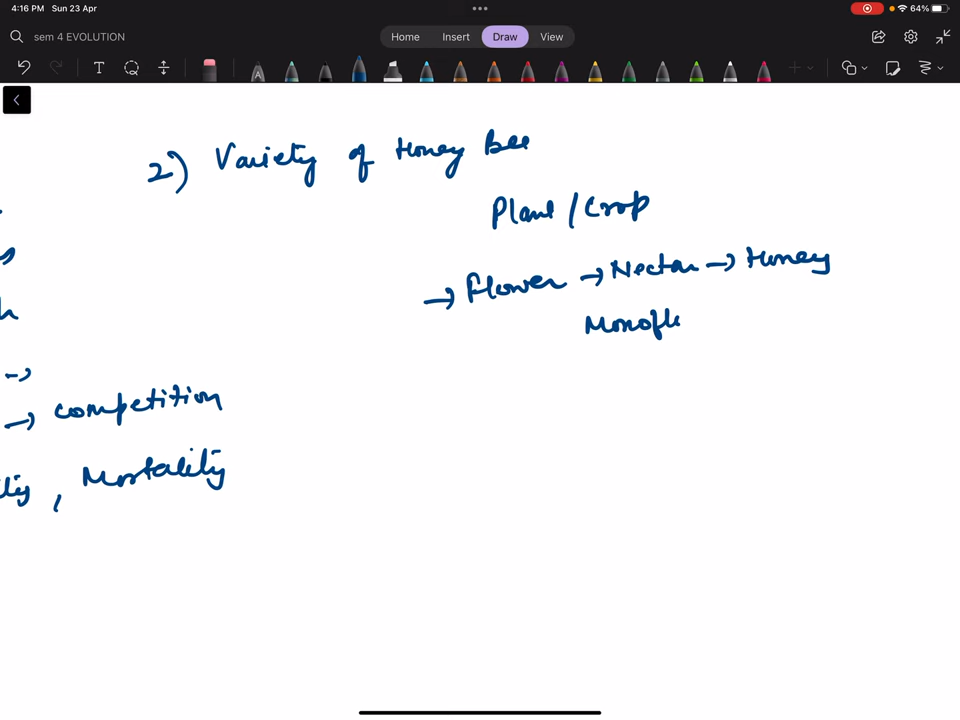 4:16 PM Sun 23 Apr
64%
sem 4 EVOLUTION
Home Insert Draw View
2) Variety of Honey Bee
Plant / Crop
→ Flower → Nectar → Honey
Monofl
→
→ competition
, Mortality